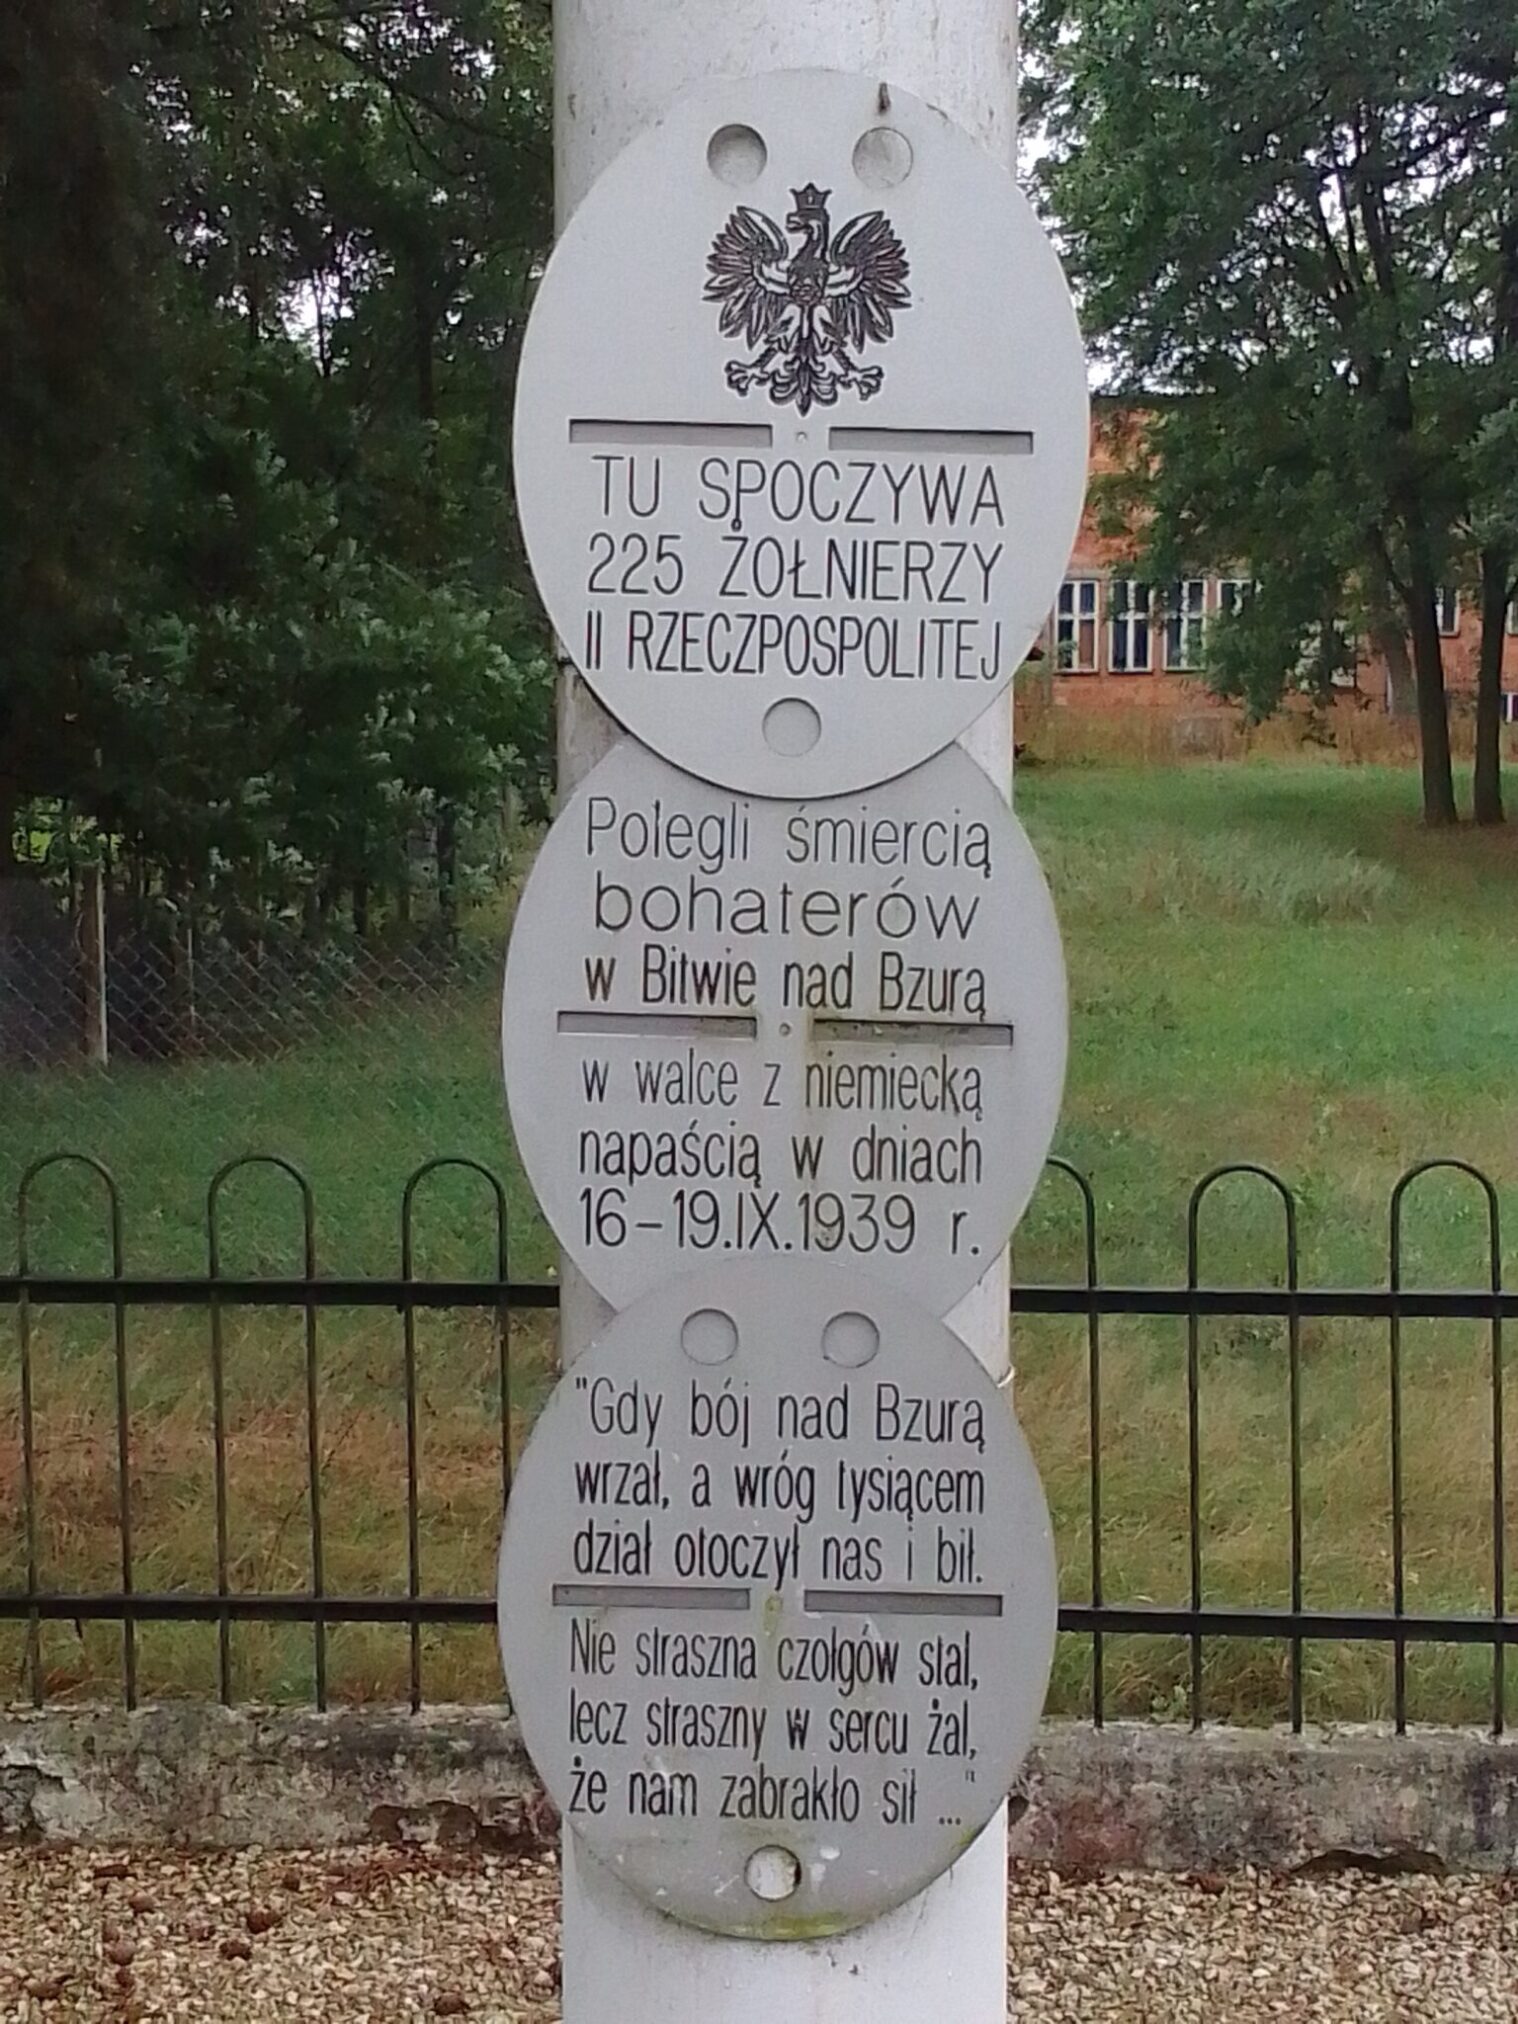 TU SPOCZYWA
225 ŻOŁNIERZY
II RZECZPOSPOLITEJ
Polegli śmiercią
bohaterów
w Bitwie nad Bzurą
w walce z niemiecką
napaścią w dniach
16-19.IX.1939 r.
"Gdy bój nad Bzurą
wrzał, a wróg tysiącem
dział otoczył nas i bił.
Nie straszna czołgów stal,
lecz straszny w sercu żal,
że nam zabrakło sił ..."